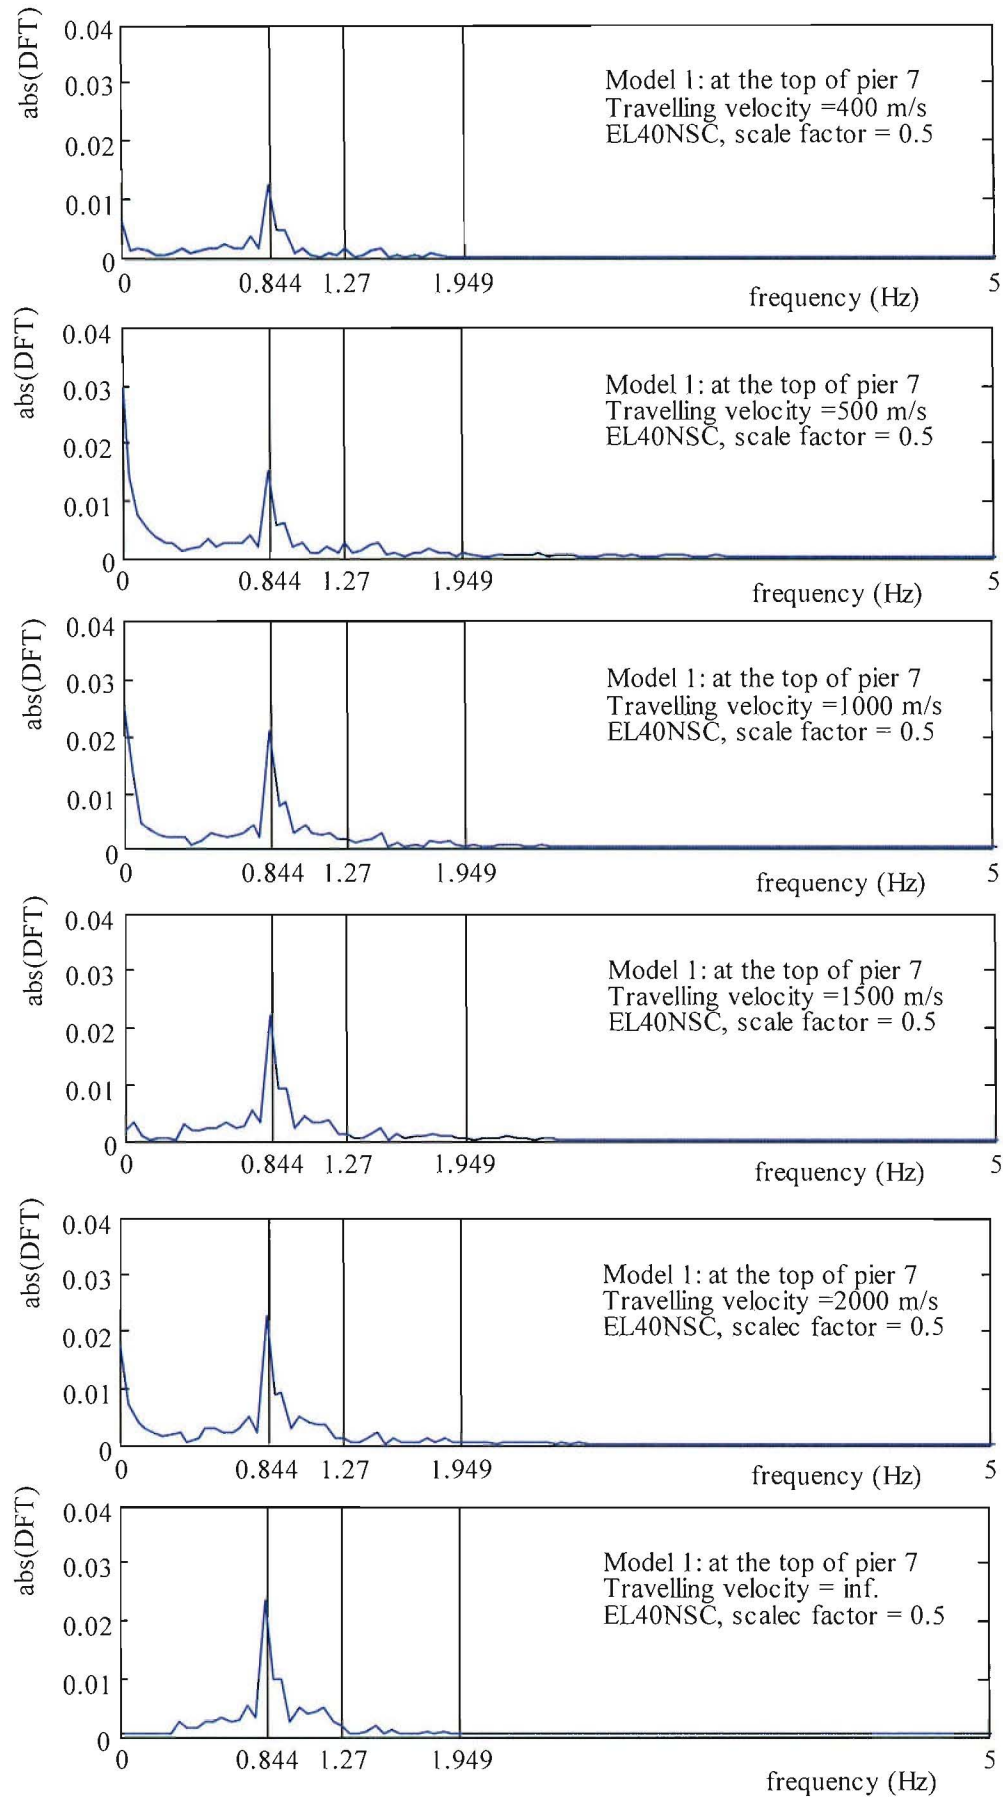 abs(DFT)
0.04
0.03
0.02
0.01
0
Model 1: at the top of pier 7
Travelling velocity =400 m/s
EL40NSC, scale factor = 0.5
0 0.844 1.27 1.949 5
frequency (Hz)
abs(DFT)
0.04
0.03
0.02
0.01
0
Model 1: at the top of pier 7
Travelling velocity =500 m/s
EL40NSC, scale factor = 0.5
0 0.844 1.27 1.949 5
frequency (Hz)
abs(DFT)
0.04
0.03
0.02
0.01
0
Model 1: at the top of pier 7
Travelling velocity =1000 m/s
EL40NSC, scale factor = 0.5
0 0.844 1.27 1.949 5
frequency (Hz)
abs(DFT)
0.04
0.03
0.02
0.01
0
Model 1: at the top of pier 7
Travelling velocity =1500 m/s
EL40NSC, scale factor = 0.5
0 0.844 1.27 1.949 5
frequency (Hz)
abs(DFT)
0.04
0.03
0.02
0.01
0
Model 1: at the top of pier 7
Travelling velocity =2000 m/s
EL40NSC, scalec factor = 0.5
0 0.844 1.27 1.949 5
frequency (Hz)
abs(DFT)
0.04
0.03
0.02
0.01
0
Model 1: at the top of pier 7
Travelling velocity = inf.
EL40NSC, scalec factor = 0.5
0 0.844 1.27 1.949 5
frequency (Hz)